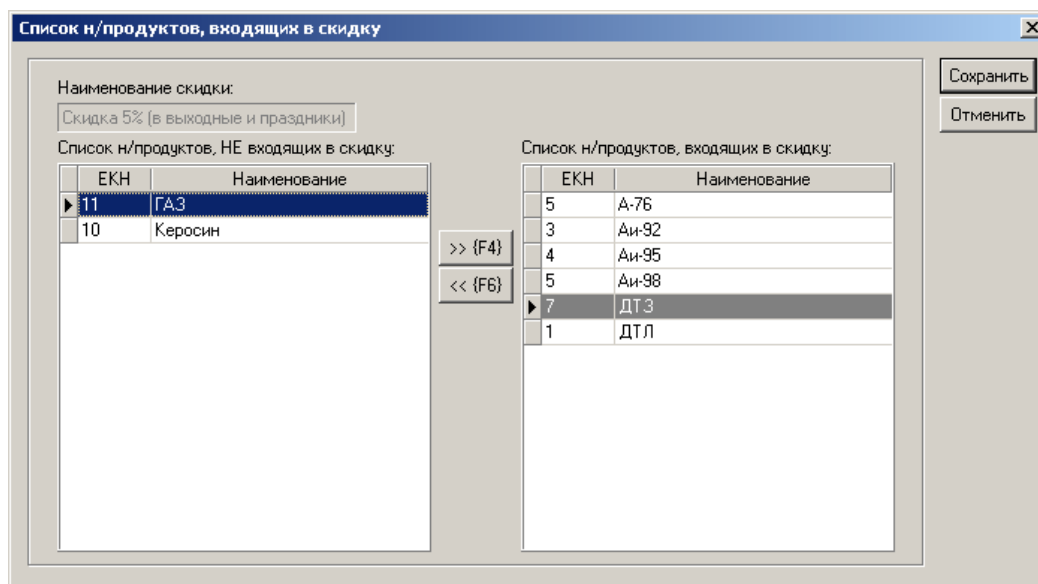 Список н/продуктов, входящих в скидку
Сохранить
Отменить
Наименование скидки:
Скидка 5% (в выходные и праздники)
Список н/продуктов, НЕ входящих в скидку:
ЕКН Наименование
11 ГАЗ
10 Керосин
>> {F4}
<< {F6}
Список н/продуктов, входящих в скидку:
ЕКН Наименование
5 А-76
3 Аи-92
4 Аи-95
5 Аи-98
7 ДТЗ
1 ДТЛ